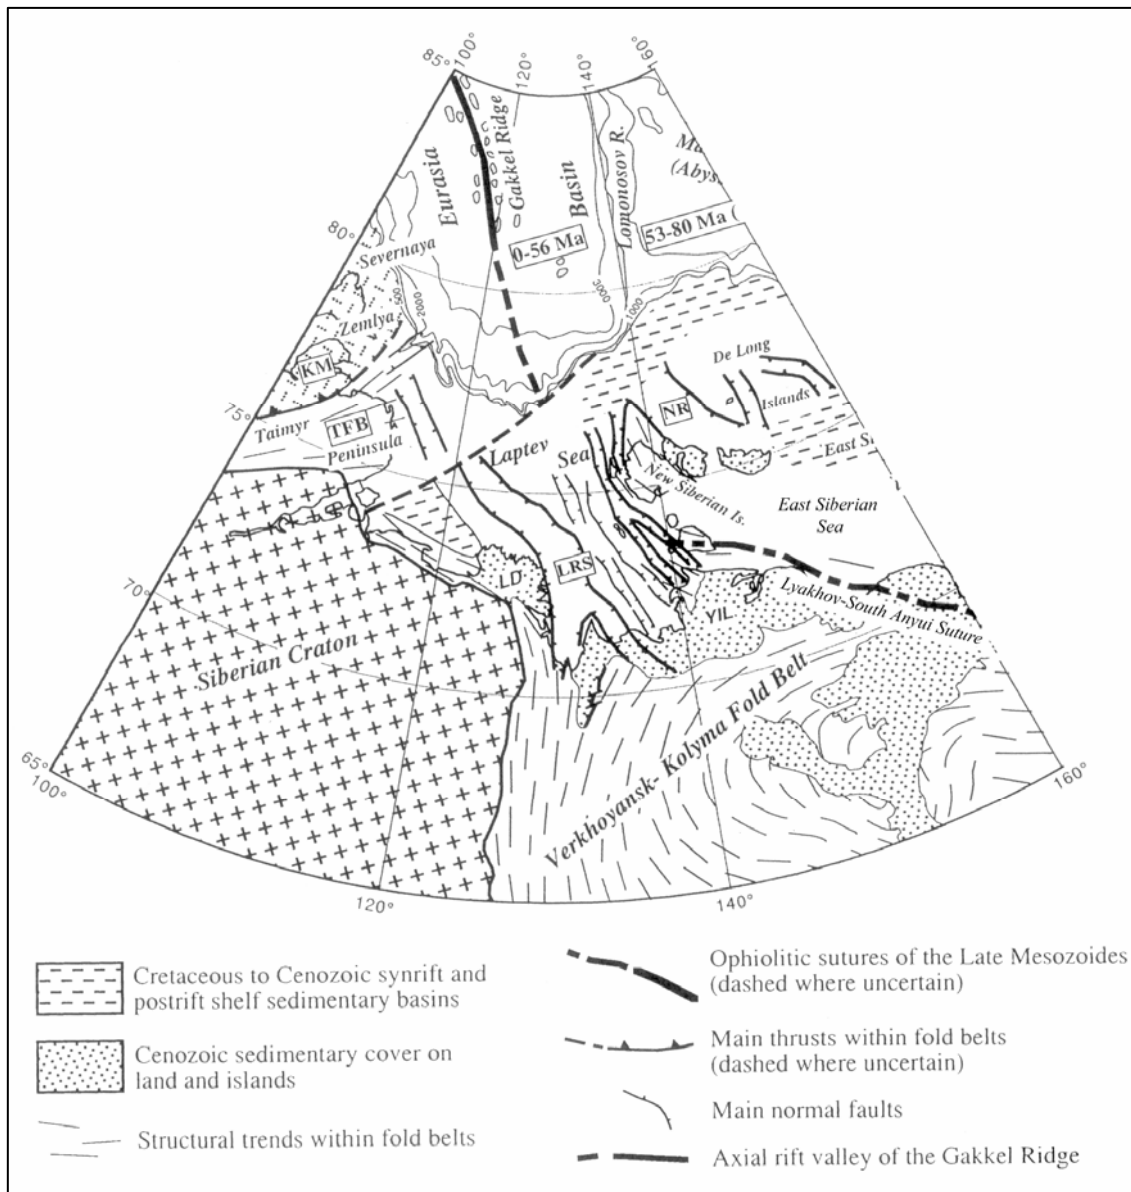 85°
100°
120°
140°
160°
Eurasia
Gakkel Ridge
Basin
Lomonosov R.
Ma
(Abys
80°
Severnaya
0-56 Ma
53-80 Ma (
500
2000
3000
1000
Zemlya
KM
De Long
Islands
75°
Taimyr
TFB
Peninsula
NR
Laptev
Sea
East Si
New Siberian Is.
East Siberian
Sea
LD
LRS
YIL
Lyakhov-South Anyui Suture
70°
Siberian Craton
Verkhoyansk- Kolyma Fold Belt
65°
100°
120°
140°
160°
Cretaceous to Cenozoic synrift and
postrift shelf sedimentary basins
Cenozoic sedimentary cover on
land and islands
Structural trends within fold belts
Ophiolitic sutures of the Late Mesozoides
(dashed where uncertain)
Main thrusts within fold belts
(dashed where uncertain)
Main normal faults
Axial rift valley of the Gakkel Ridge